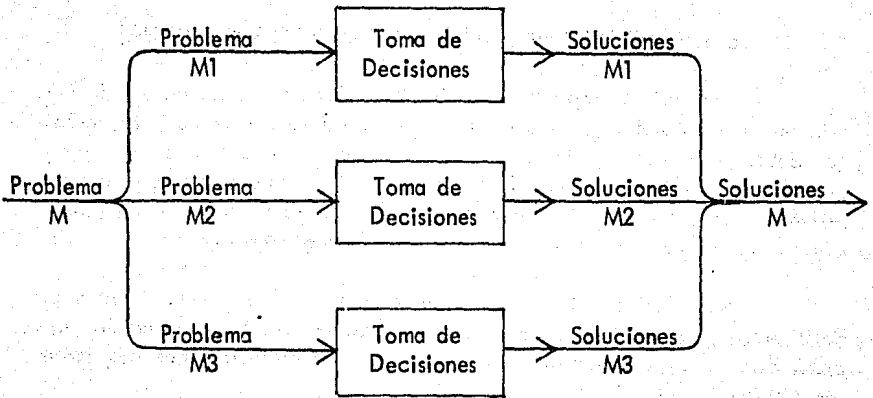 Problema
M1
Toma de
Decisiones
Soluciones
M1
Problema
M
Problema
M2
Toma de
Decisiones
Soluciones
M2
Soluciones
M
Problema
M3
Toma de
Decisiones
Soluciones
M3